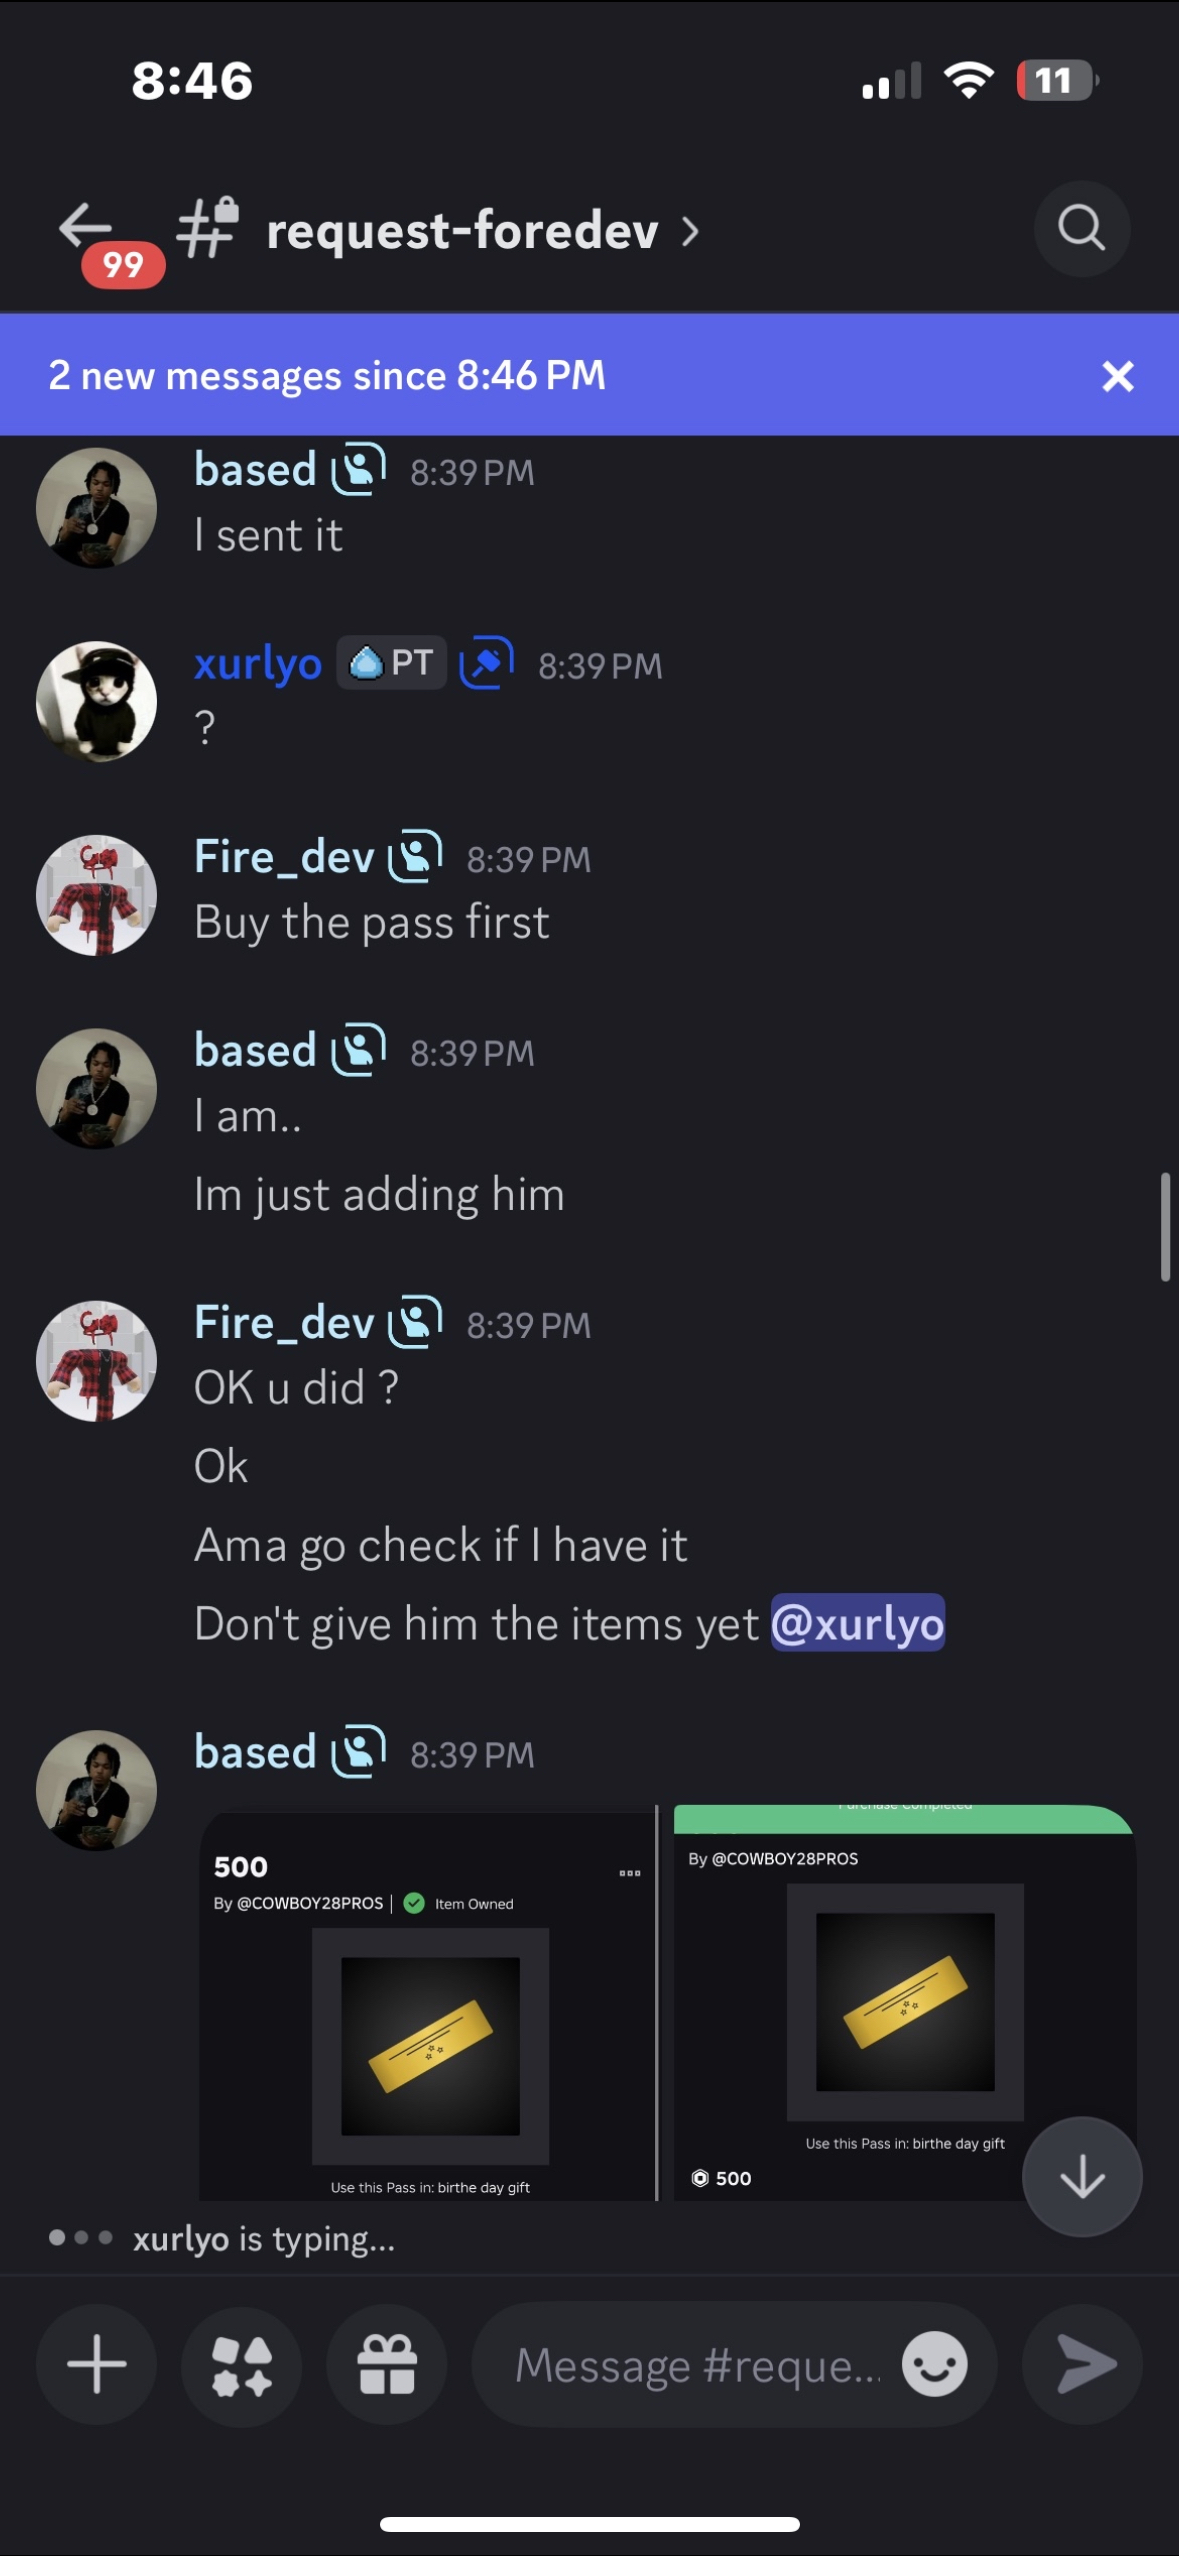 8:46
11
99
request-foredev
2 new messages since 8:46 PM
based 8:39 PM
I sent it
xurlyo PT 8:39 PM
?
Fire_dev 8:39 PM
Buy the pass first
based 8:39 PM
I am..
Im just adding him
Fire_dev 8:39 PM
OK u did ?
Ok
Ama go check if I have it
Don't give him the items yet @xurlyo
based 8:39 PM
500
By @COWBOY28PROS | Item Owned
Use this Pass in: birthe day gift
Purchase Completed
By @COWBOY28PROS
Use this Pass in: birthe day gift
500
xurlyo is typing...
Message #reque...